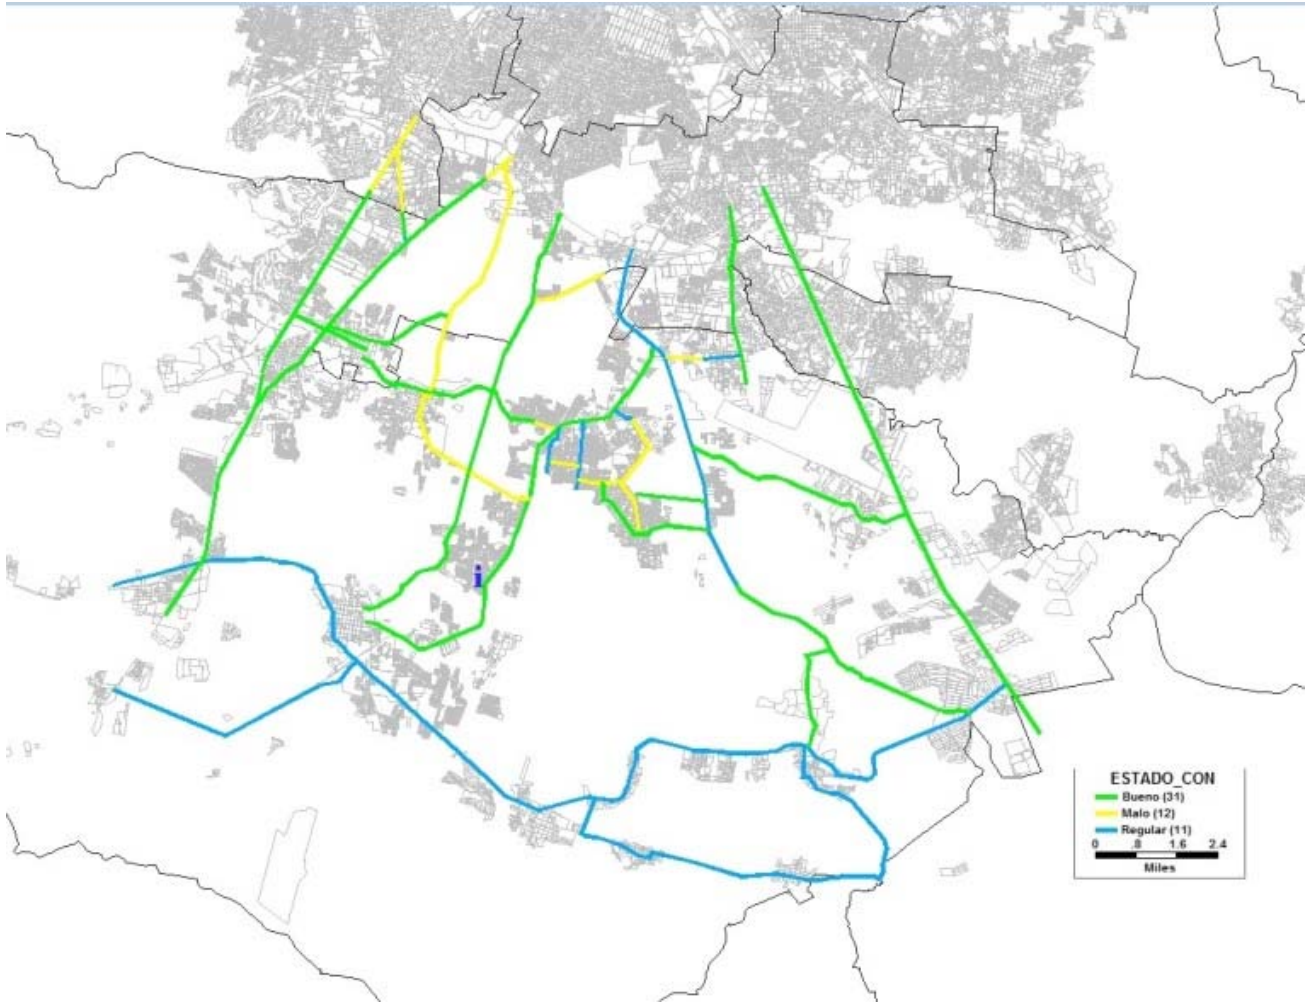 i
ESTADO_CON
Bueno (31)
Malo (12)
Regular (11)
0 .8 1.6 2.4
Miles